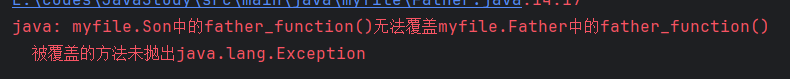 E:\Codes\JavaStudy\src\main\java\myfile\Father.java:14:17
java: myfile.Son中的father_function()无法覆盖myfile.Father中的father_function()
被覆盖的方法未抛出java.lang.Exception